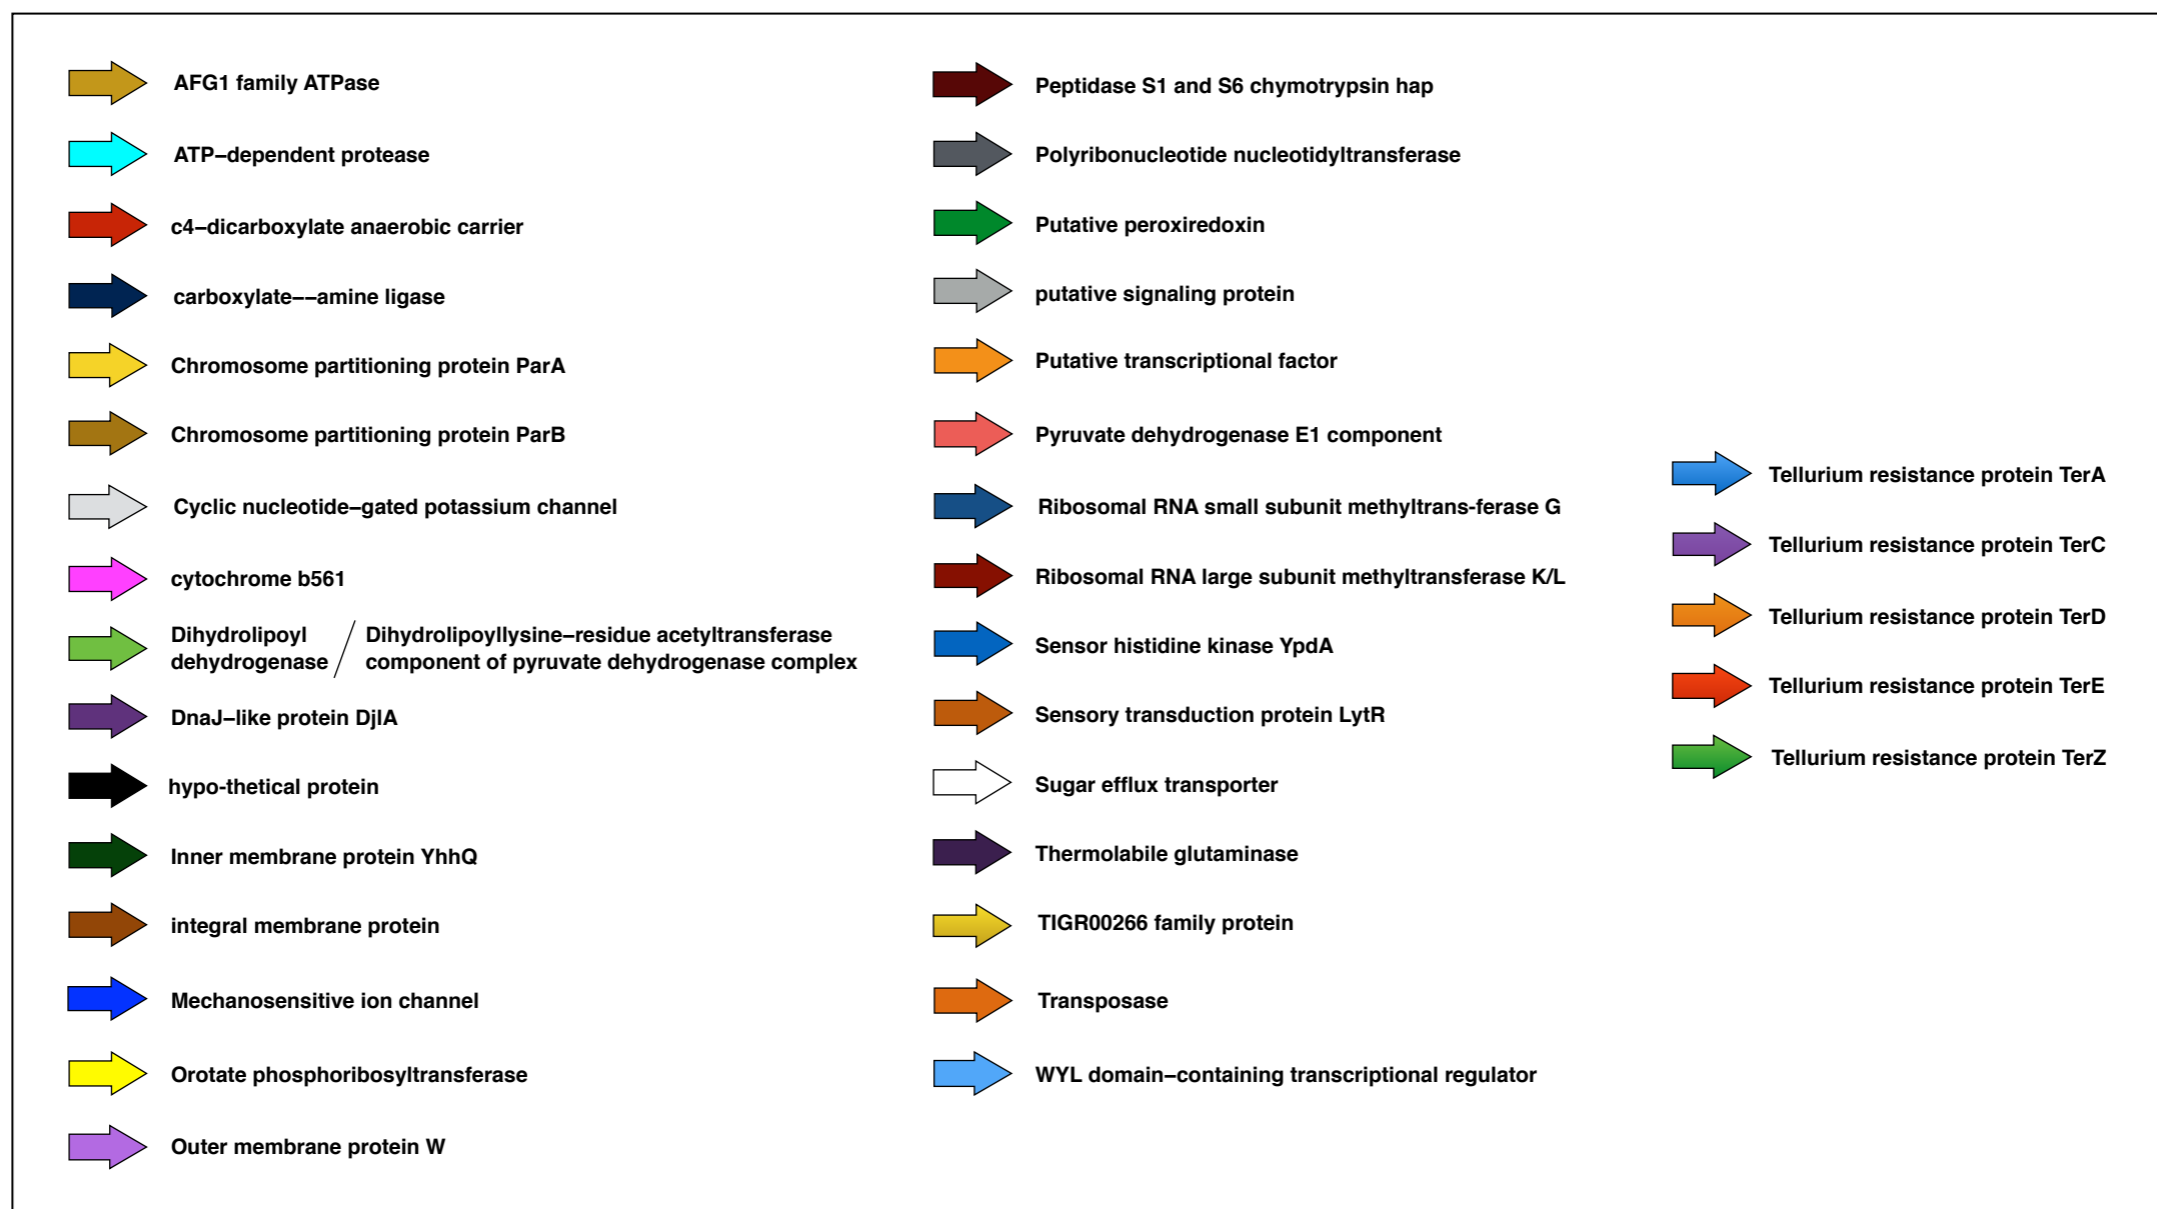 AFG1 family ATPase
ATP–dependent protease
c4–dicarboxylate anaerobic carrier
carboxylate––amine ligase
Chromosome partitioning protein ParA
Chromosome partitioning protein ParB
Cyclic nucleotide–gated potassium channel
cytochrome b561
Dihydrolipoyl
dehydrogenase
/
Dihydrolipoyllysine–residue acetyltransferase
component of pyruvate dehydrogenase complex
DnaJ–like protein DjlA
hypo-thetical protein
Inner membrane protein YhhQ
integral membrane protein
Mechanosensitive ion channel
Orotate phosphoribosyltransferase
Outer membrane protein W
Peptidase S1 and S6 chymotrypsin hap
Polyribonucleotide nucleotidyltransferase
Putative peroxiredoxin
putative signaling protein
Putative transcriptional factor
Pyruvate dehydrogenase E1 component
Ribosomal RNA small subunit methyltrans-ferase G
Ribosomal RNA large subunit methyltransferase K/L
Sensor histidine kinase YpdA
Sensory transduction protein LytR
Sugar efflux transporter
Thermolabile glutaminase
TIGR00266 family protein
Transposase
WYL domain–containing transcriptional regulator
Tellurium resistance protein TerA
Tellurium resistance protein TerC
Tellurium resistance protein TerD
Tellurium resistance protein TerE
Tellurium resistance protein TerZ